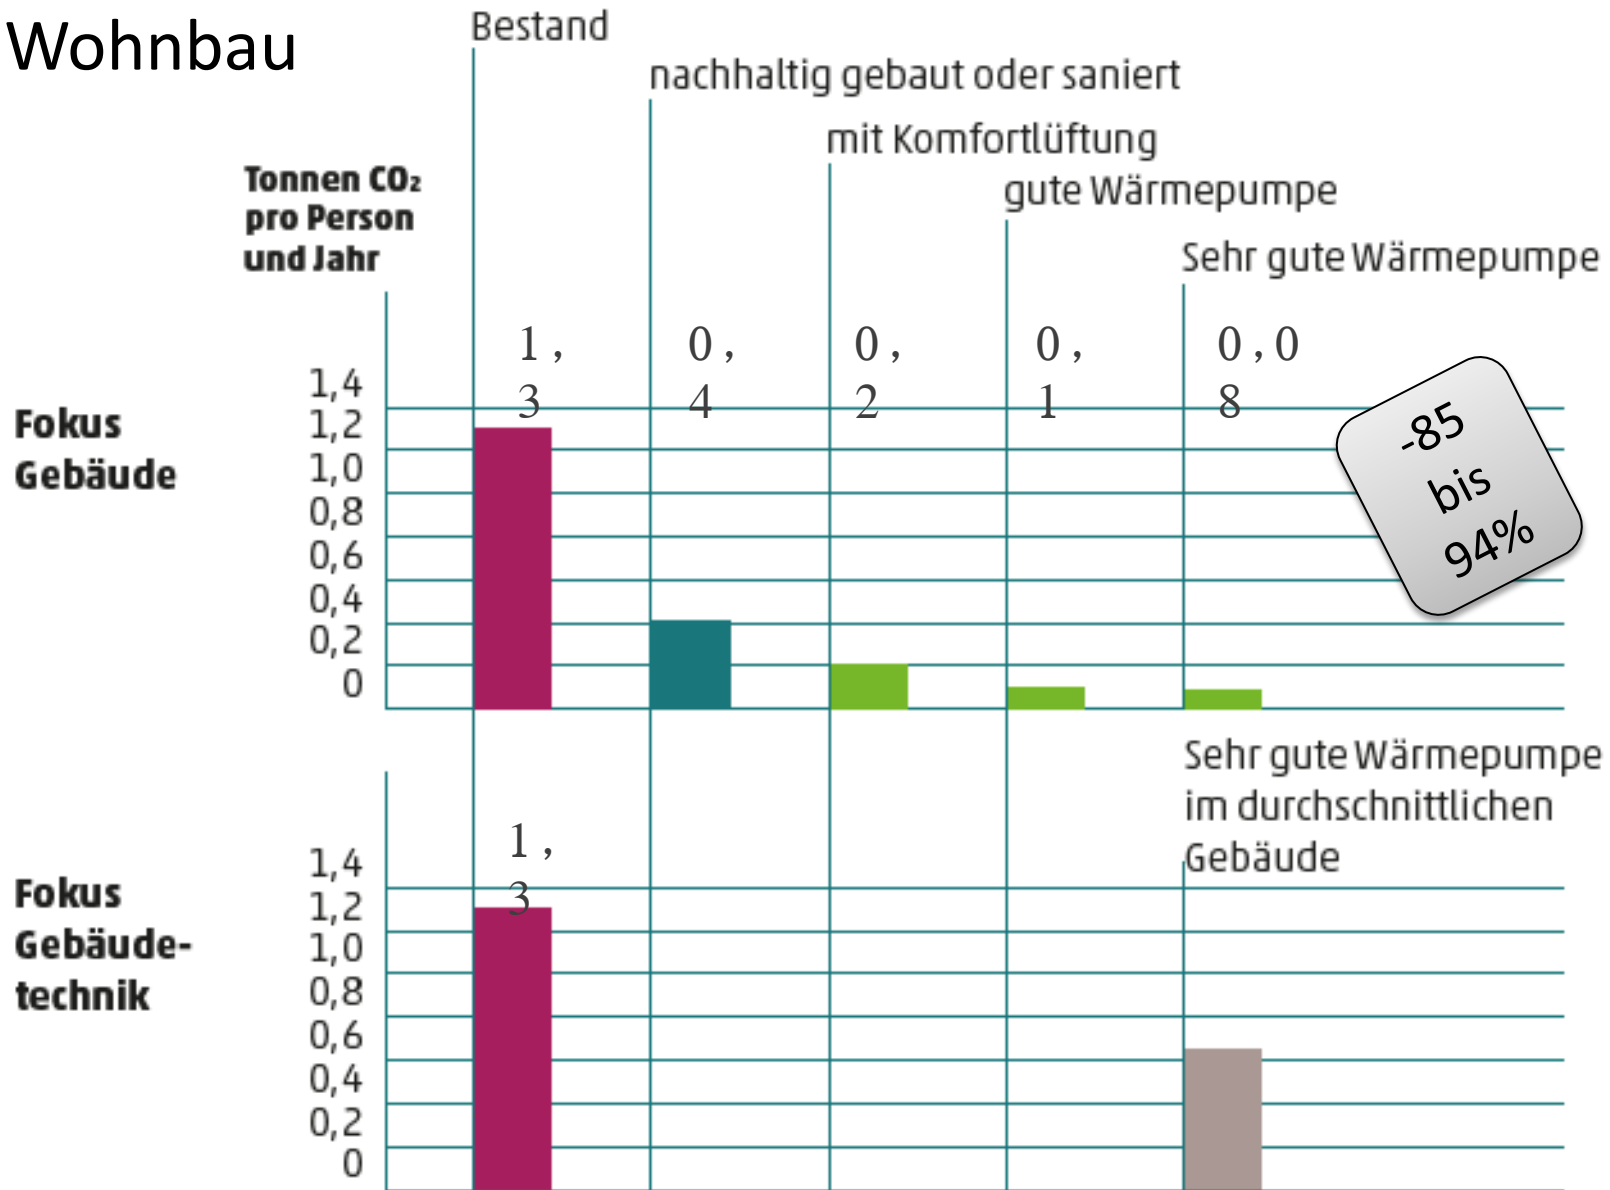 Wohnbau
Bestand
nachhaltig gebaut oder saniert
mit Komfortlüftung
gute Wärmepumpe
Sehr gute Wärmepumpe
Tonnen CO₂
pro Person
und Jahr
1,
3
0,
4
0,
2
0,
1
0,0
8
Fokus
Gebäude
1,4
1,2
1,0
0,8
0,6
0,4
0,2
0
-85
bis
94%
Sehr gute Wärmepumpe
im durchschnittlichen
Gebäude
1,
3
Fokus
Gebäude-
technik
1,4
1,2
1,0
0,8
0,6
0,4
0,2
0